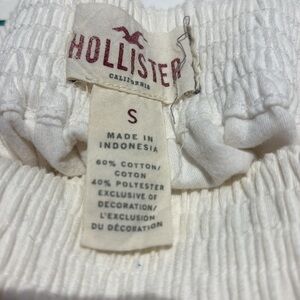 HOLLISTER
CALIFORNIA
S
MADE IN
INDONESIA
60% COTTON/
COTON
40% POLYESTER
EXCLUSIVE OF
DECORATION/
L'EXCLUSION
DU DÉCORATION